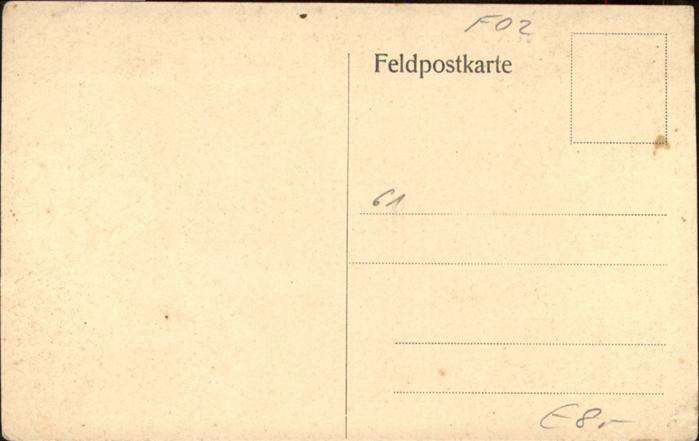 F02
Feldpostkarte
61
E8,-